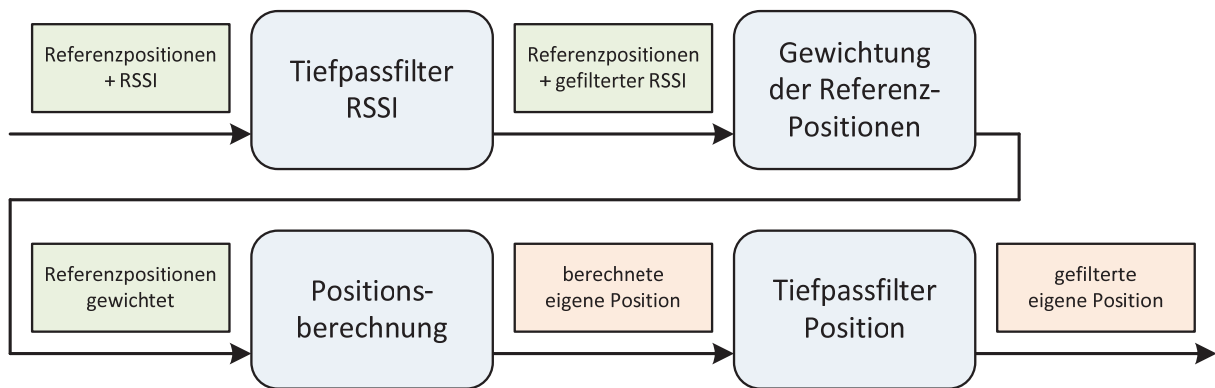 Referenzpositionen
+ RSSI
Tiefpassfilter
RSSI
Referenzpositionen
+ gefilterter RSSI
Gewichtung
der Referenz-
Positionen
Referenzpositionen
gewichtet
Positions-
berechnung
berechnete
eigene Position
Tiefpassfilter
Position
gefilterte
eigene Position